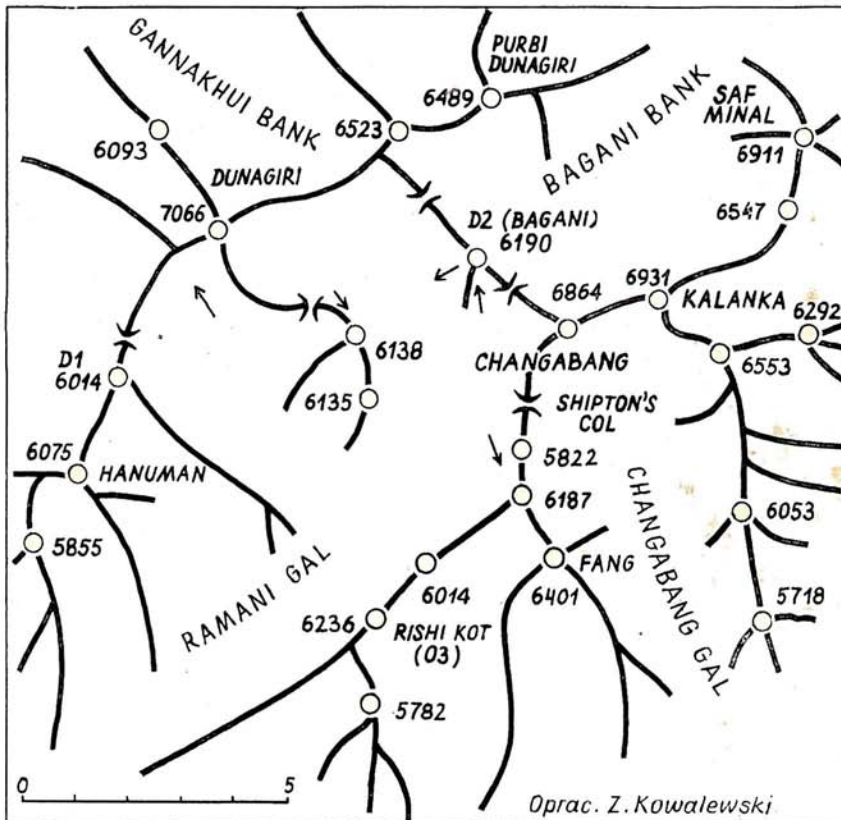 GANNAKHUI BANK
PURBI
DUNAGIRI
6489
BAGANI BANK
SAF
MINAL
6911
6093
6523
DUNAGIRI
7066
6547
D2 (BAGANI)
6190
6864
6931
KALANKA
6292
CHANGABANG
6553
D1
6014
6138
6135
SHIPTON'S
COL
5822
6075
HANUMAN
6187
CHANGABANG GAL
6053
5855
RAMANI GAL
6014
FANG
6401
6236
RISHI KOT
(03)
5718
5782
0
5
Oprac. Z. Kowalewski